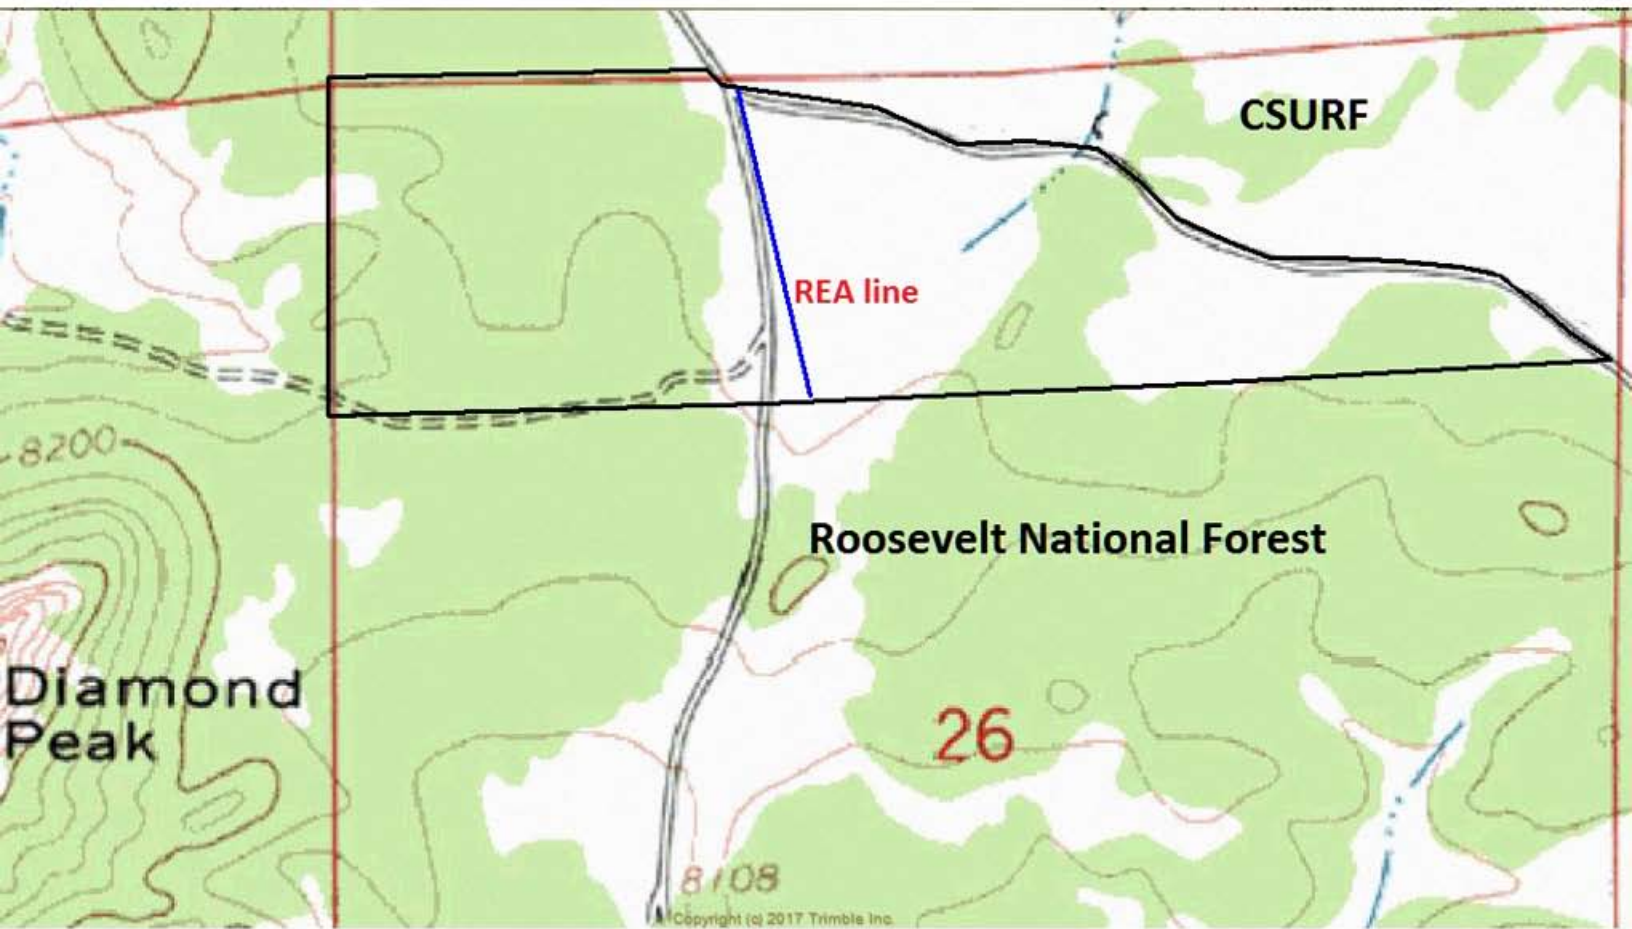 CSURF
REA line
8200
Roosevelt National Forest
Diamond
Peak
26
8108
Copyright (c) 2017 Trimble Inc.